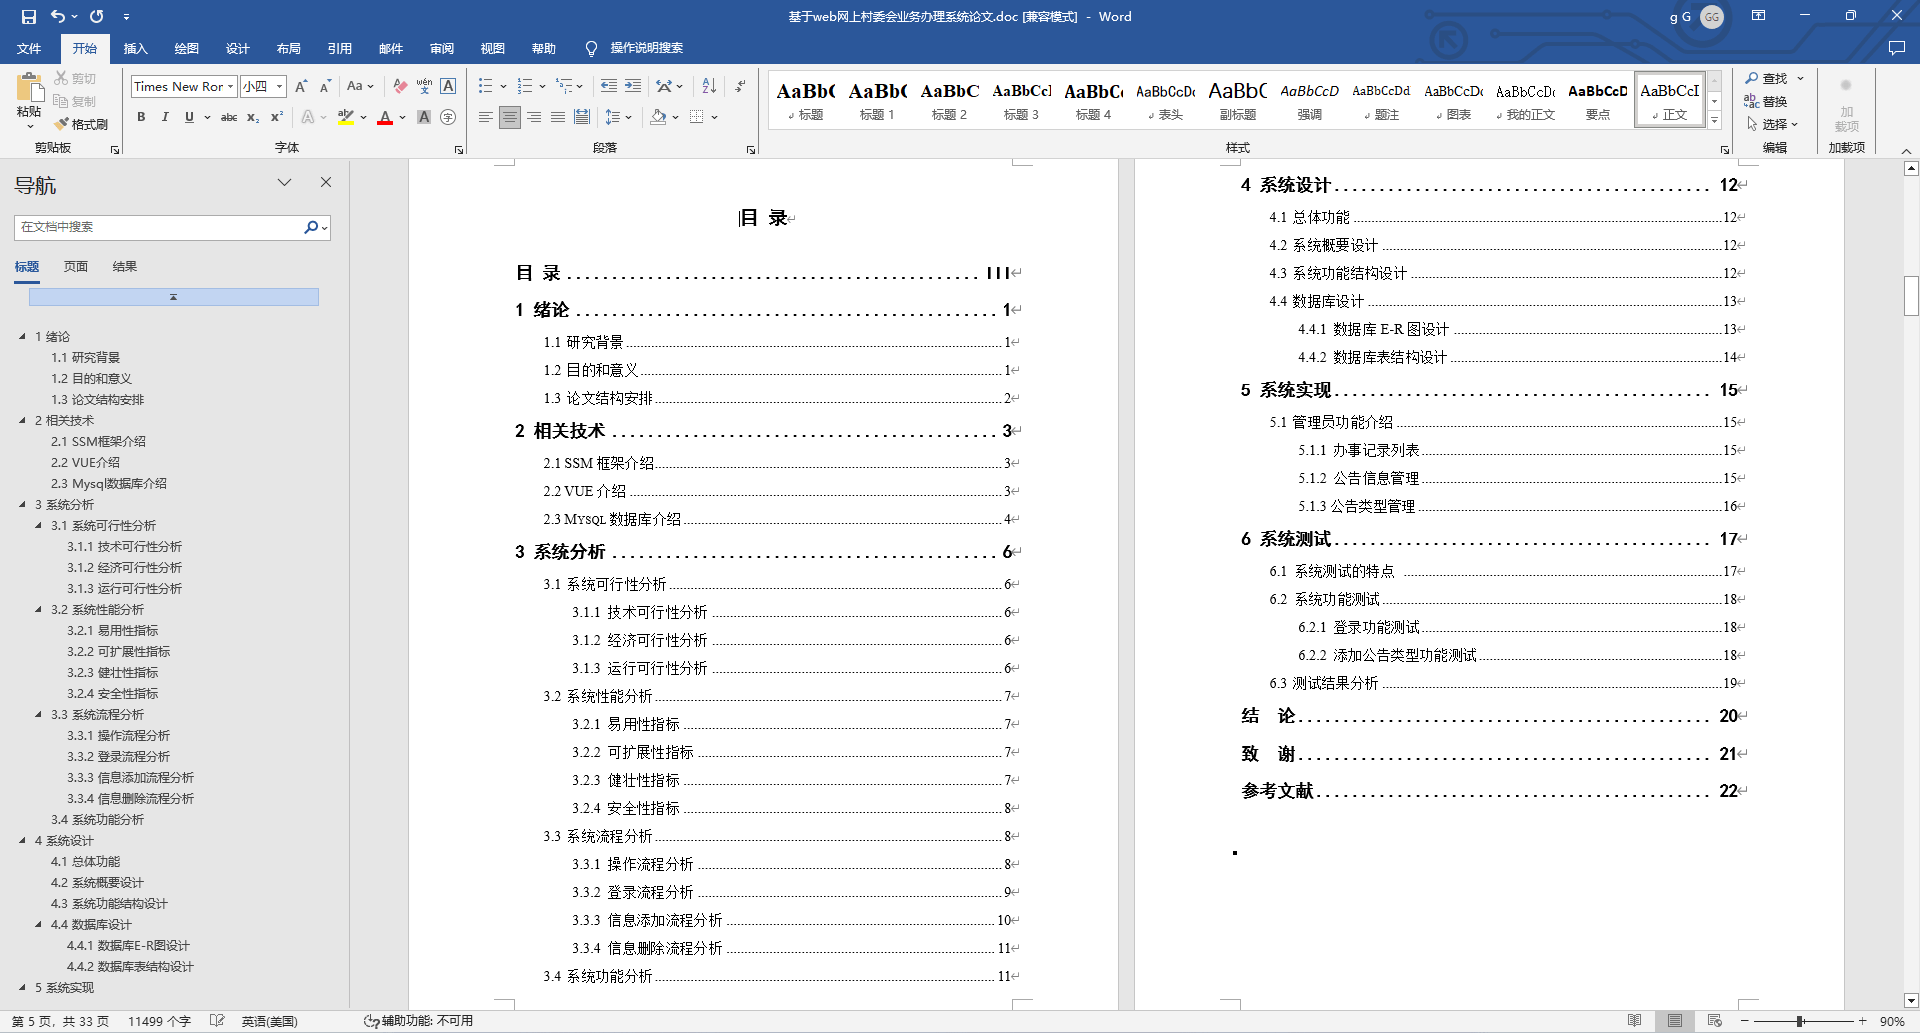 基于web网上村委会业务办理系统论文.doc [兼容模式] - Word
g G GG
文件 开始 插入 绘图 设计 布局 引用 邮件 审阅 视图 帮助 操作说明搜索
粘贴
剪切
复制
格式刷
剪贴板
Times New Ror 小四 Aa
B I U abc x₂ x² A ab A A 字
字体
段落
AaBb( AaBb( AaBbC AaBbCcI AaBbC( AaBbCcDc AaBbC AaBbCcD AaBbCcDd AaBbCcDc AaBbCcDc AaBbCcD AaBbCcI
标题 标题 1 标题 2 标题 3 标题 4 表头 副标题 强调 题注 图表 我的正文 要点 正文
样式
查找
替换
选择
编辑
加
载项
加载项
导航
在文档中搜索
标题 页面 结果
1 绪论
1.1 研究背景
1.2 目的和意义
1.3 论文结构安排
2 相关技术
2.1 SSM框架介绍
2.2 VUE介绍
2.3 Mysql数据库介绍
3 系统分析
3.1 系统可行性分析
3.1.1 技术可行性分析
3.1.2 经济可行性分析
3.1.3 运行可行性分析
3.2 系统性能分析
3.2.1 易用性指标
3.2.2 可扩展性指标
3.2.3 健壮性指标
3.2.4 安全性指标
3.3 系统流程分析
3.3.1 操作流程分析
3.3.2 登录流程分析
3.3.3 信息添加流程分析
3.3.4 信息删除流程分析
3.4 系统功能分析
4 系统设计
4.1 总体功能
4.2 系统概要设计
4.3 系统功能结构设计
4.4 数据库设计
4.4.1 数据库E-R图设计
4.4.2 数据库表结构设计
5 系统实现
目 录
目 录 III
1 绪论 1
1.1 研究背景 1
1.2 目的和意义 1
1.3 论文结构安排 2
2 相关技术 3
2.1 SSM 框架介绍 3
2.2 VUE 介绍 3
2.3 MYSQL 数据库介绍 4
3 系统分析 6
3.1 系统可行性分析 6
3.1.1 技术可行性分析 6
3.1.2 经济可行性分析 6
3.1.3 运行可行性分析 6
3.2 系统性能分析 7
3.2.1 易用性指标 7
3.2.2 可扩展性指标 7
3.2.3 健壮性指标 7
3.2.4 安全性指标 8
3.3 系统流程分析 8
3.3.1 操作流程分析 8
3.3.2 登录流程分析 9
3.3.3 信息添加流程分析 10
3.3.4 信息删除流程分析 11
3.4 系统功能分析 11
4 系统设计 12
4.1 总体功能 12
4.2 系统概要设计 12
4.3 系统功能结构设计 12
4.4 数据库设计 13
4.4.1 数据库 E-R 图设计 13
4.4.2 数据库表结构设计 14
5 系统实现 15
5.1 管理员功能介绍 15
5.1.1 办事记录列表 15
5.1.2 公告信息管理 15
5.1.3 公告类型管理 16
6 系统测试 17
6.1 系统测试的特点 17
6.2 系统功能测试 18
6.2.1 登录功能测试 18
6.2.2 添加公告类型功能测试 18
6.3 测试结果分析 19
结 论 20
致 谢 21
参考文献 22
第 5 页，共 33 页 11499 个字 英语(美国) 辅助功能: 不可用 90%